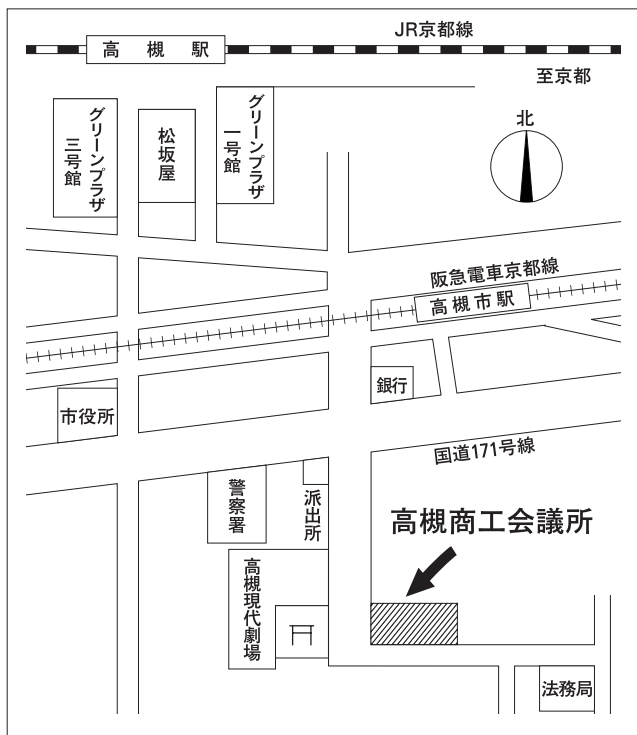 JR京都線
高槻駅
至京都
グリーンプラザ
三号館
松坂屋
グリーンプラザ
一号館
北
阪急電車京都線
高槻市駅
銀行
市役所
国道171号線
警察署
派出所
高槻商工会議所
高槻現代劇場
法務局